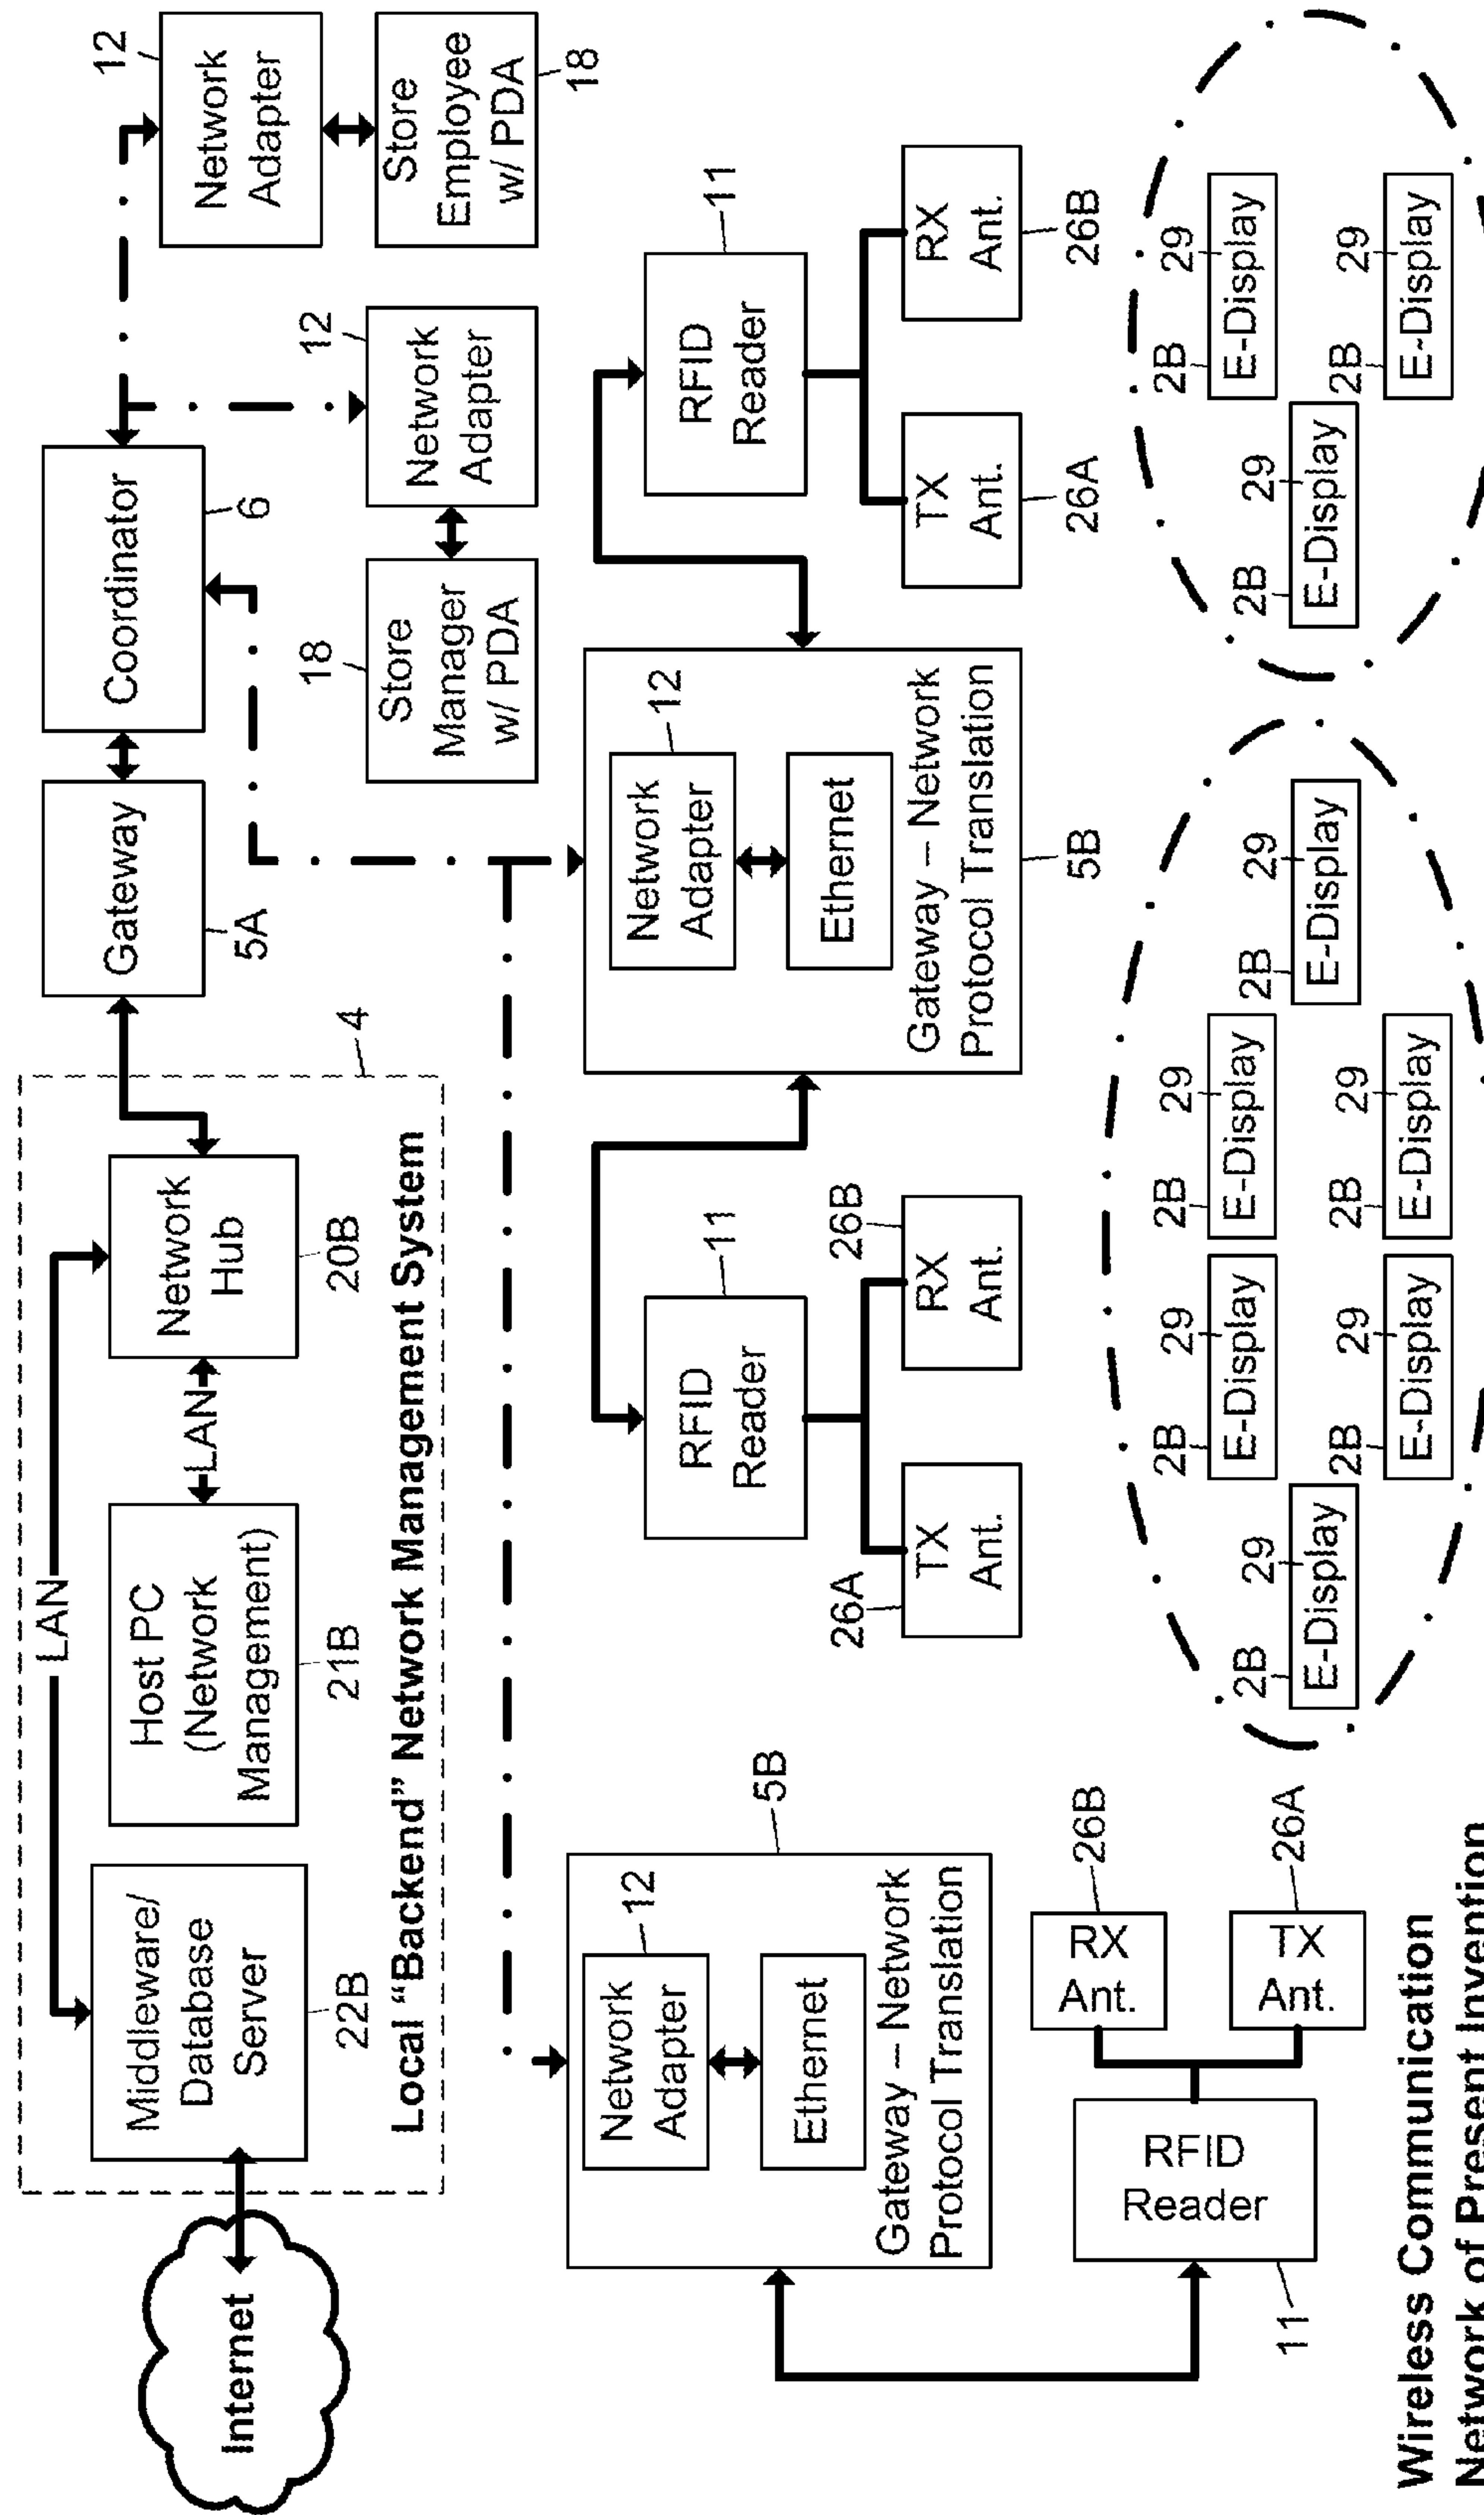 Internet
Middleware/
Database
Server
22B
LAN
Host PC
(Network
Management)
21B
LAN
Network
Hub
20B
Local “Backend” Network Management System
4
Gateway
5A
Coordinator
6
12
Network
Adapter
Store
Employee
w/ PDA
18
12
Network
Adapter
18
Store
Manager
w/ PDA
5B
12
Network
Adapter
Ethernet
Gateway – Network
Protocol Translation
11
RFID
Reader
RX
Ant.
26B
TX
Ant.
26A
11
RFID
Reader
26A
TX
Ant.
26B
RX
Ant.
12
Network
Adapter
Ethernet
Gateway – Network
Protocol Translation
5B
11
RFID
Reader
TX
Ant.
26A
RX
Ant.
26B
2B 29
E-Display
2B 29
E-Display
2B 29
E-Display
2B 29
E-Display
2B 29
E-Display
2B 29
E-Display
2B 29
E-Display
2B 29
E-Display
2B 29
E-Display
Wireless Communication
Network of Present Invention